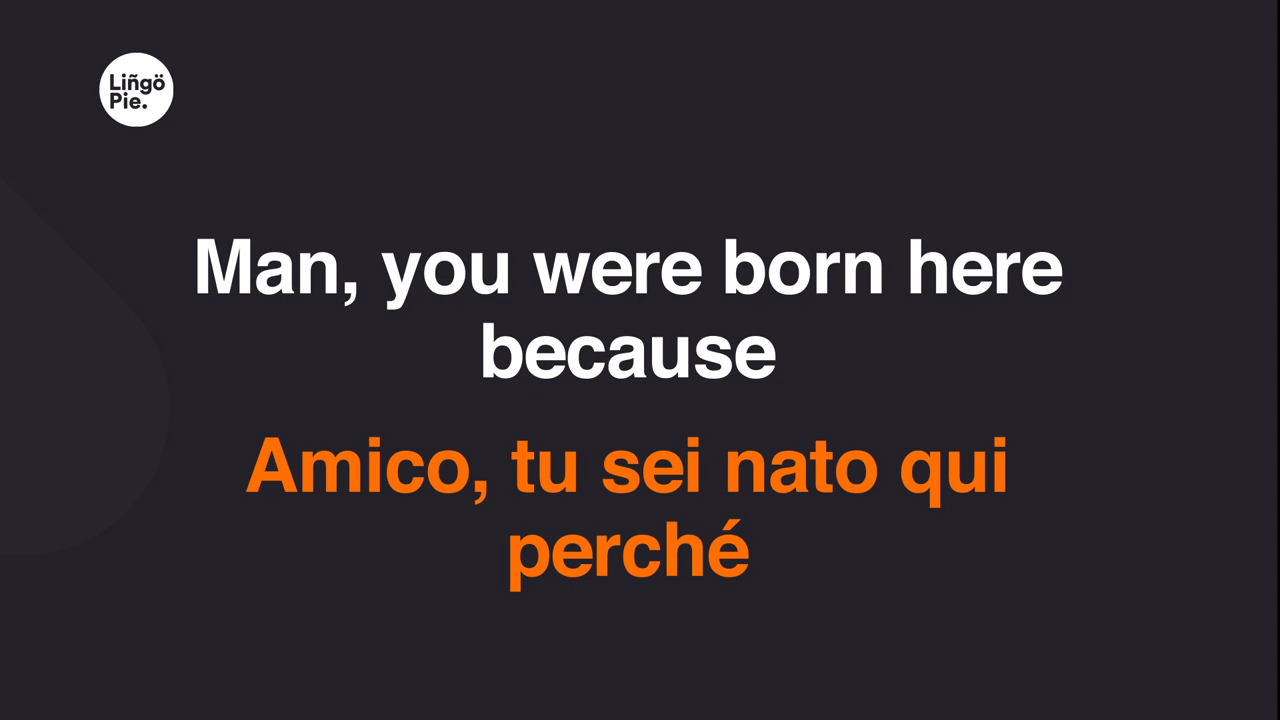 Liñgö
Pie.
Man, you were born here
because
Amico, tu sei nato qui
perché